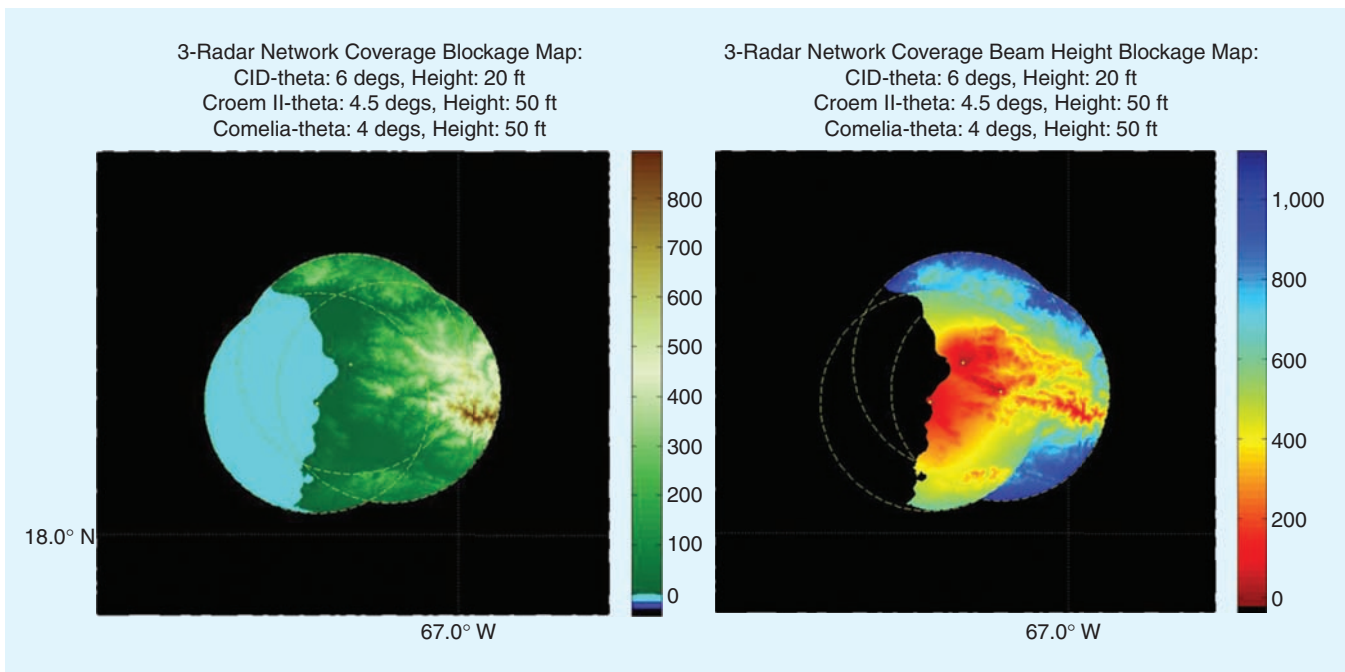 3-Radar Network Coverage Blockage Map:
CID-theta: 6 degs, Height: 20 ft
Croem II-theta: 4.5 degs, Height: 50 ft
Comelia-theta: 4 degs, Height: 50 ft
800
700
600
500
400
300
200
100
0
18.0° N
67.0° W
3-Radar Network Coverage Beam Height Blockage Map:
CID-theta: 6 degs, Height: 20 ft
Croem II-theta: 4.5 degs, Height: 50 ft
Comelia-theta: 4 degs, Height: 50 ft
1,000
800
600
400
200
0
67.0° W